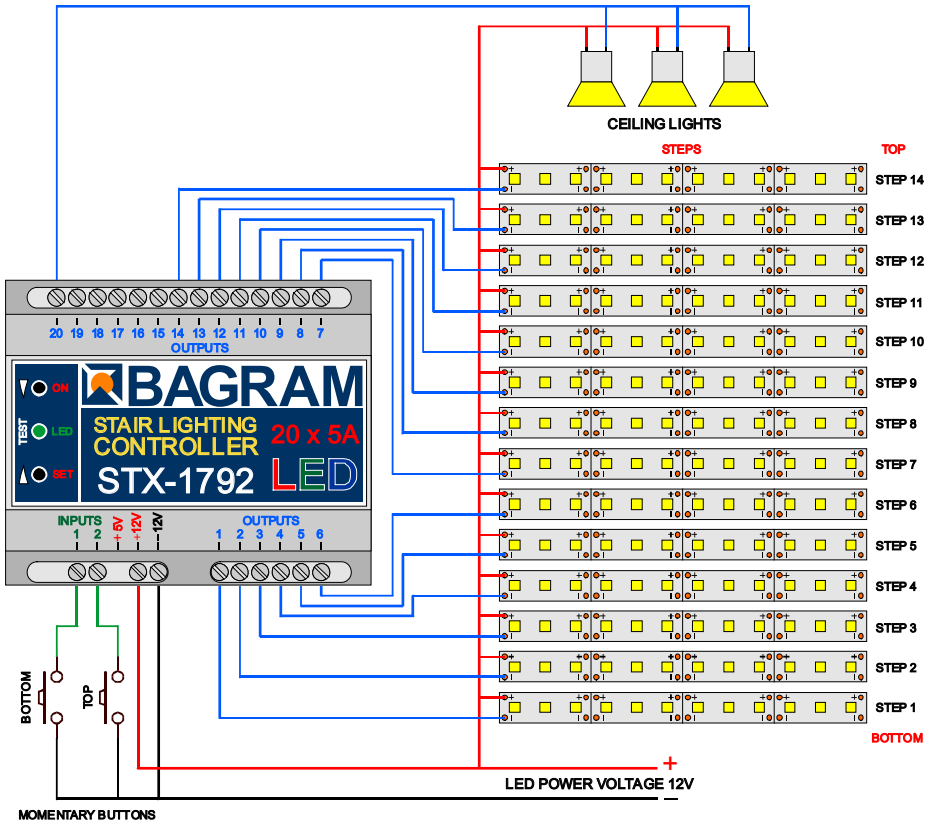 CEILING LIGHTS
STEPS TOP
STEP 14
STEP 13
STEP 12
STEP 11
STEP 10
STEP 9
STEP 8
STEP 7
STEP 6
STEP 5
STEP 4
STEP 3
STEP 2
STEP 1
BOTTOM
20 19 18 17 16 15 14 13 12 11 10 9 8 7
OUTPUTS
ON
TEST LED
SET
BAGRAM
STAIR LIGHTING
CONTROLLER
20 x 5A
STX-1792 LED
INPUTS
1 2 +5V +12V -12V
OUTPUTS
1 2 3 4 5 6
BOTTOM
TOP
+
LED POWER VOLTAGE 12V
-
MOMENTARY BUTTONS